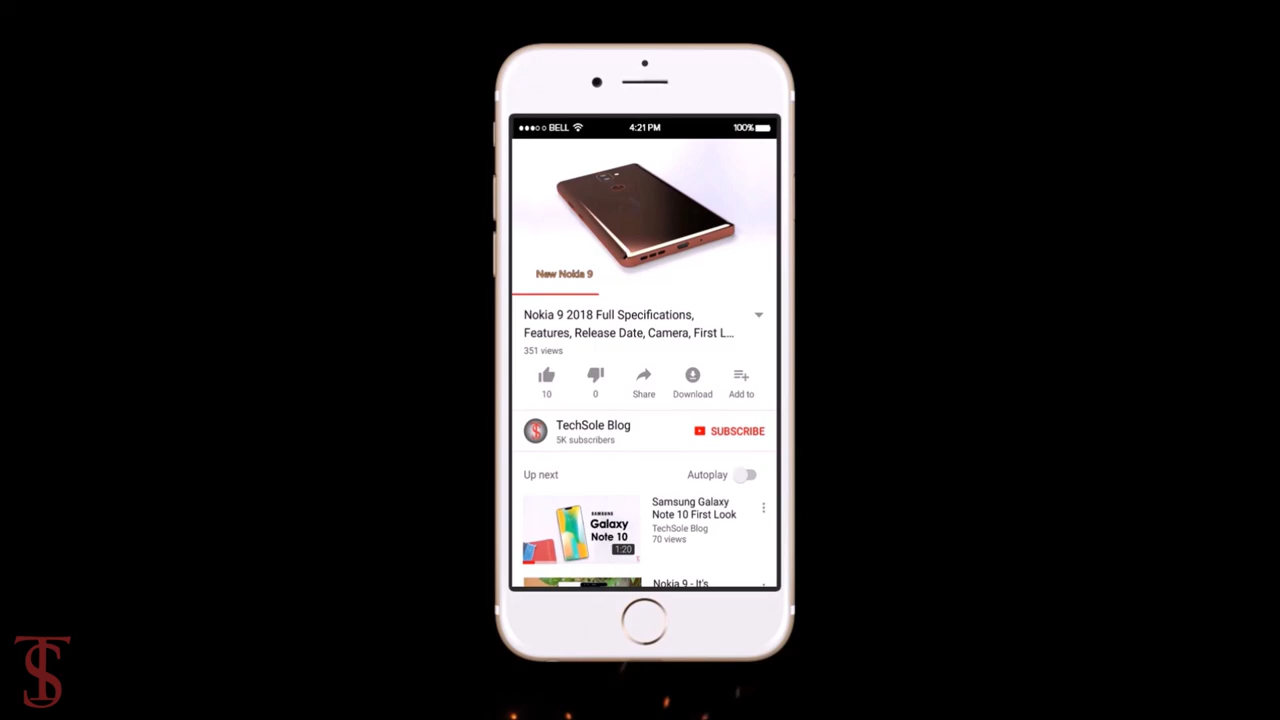 BELL
4:21 PM
100%
New Nokia 9
Nokia 9 2018 Full Specifications,
Features, Release Date, Camera, First L...
351 views
10
0
Share
Download
Add to
TechSole Blog
5K subscribers
SUBSCRIBE
Up next
Autoplay
SAMSUNG
Galaxy
Note 10
1:20
Samsung Galaxy
Note 10 First Look
TechSole Blog
70 views
Nokia 9 - It's
TS